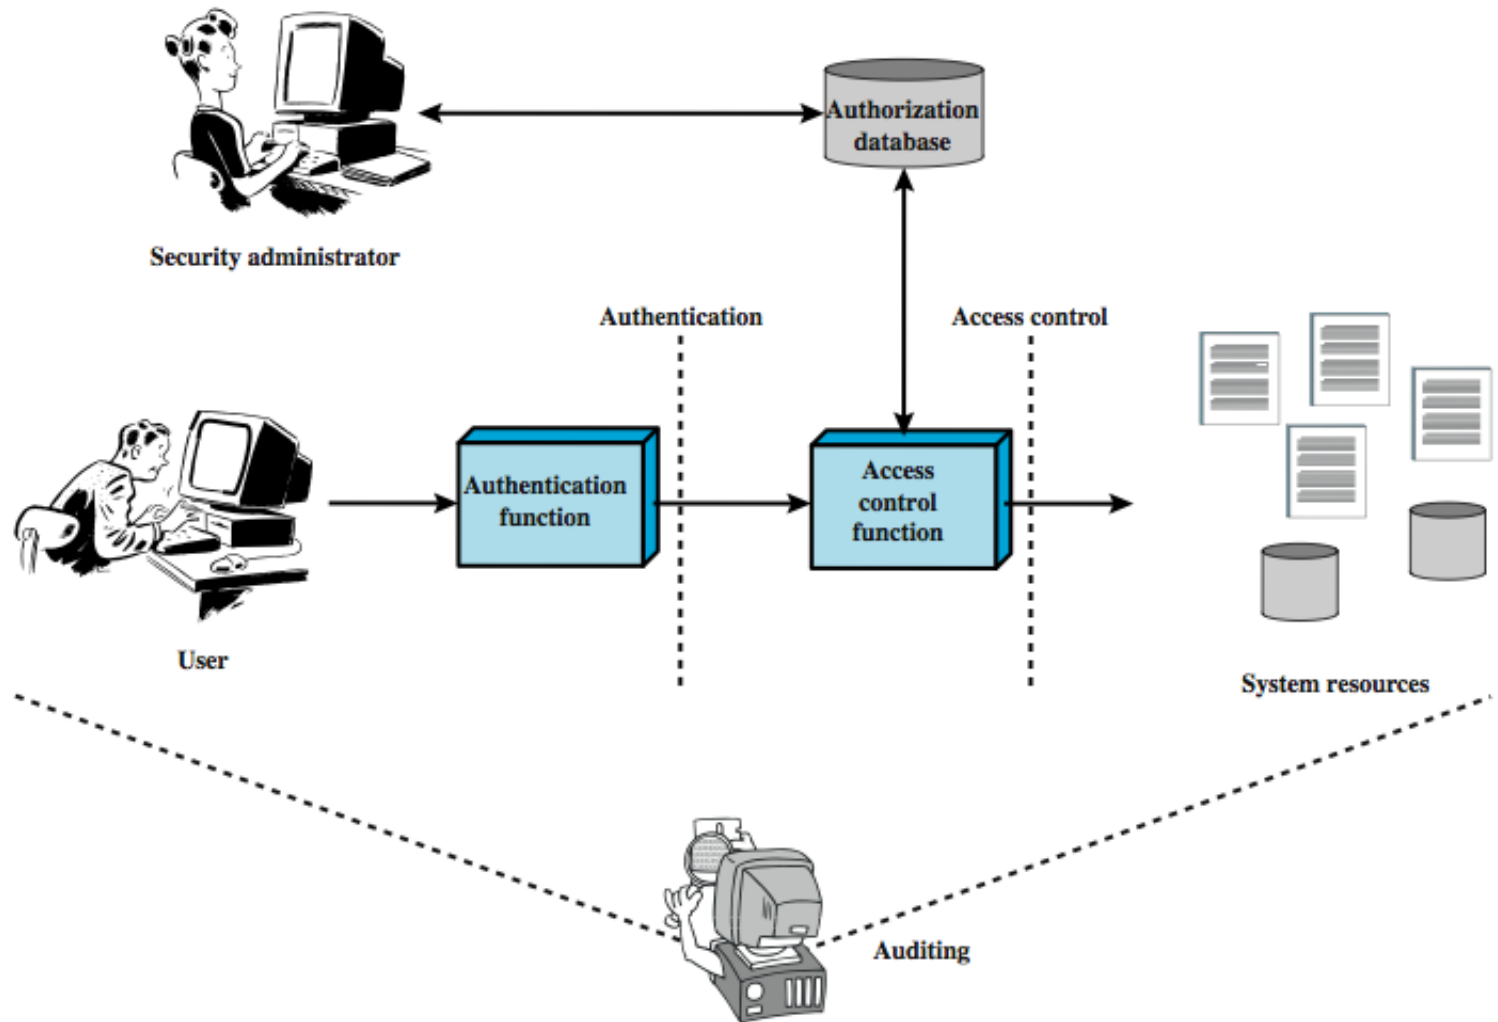 Authorization
database
Security administrator
Authentication
Access control
Authentication
function
Access
control
function
User
System resources
Auditing